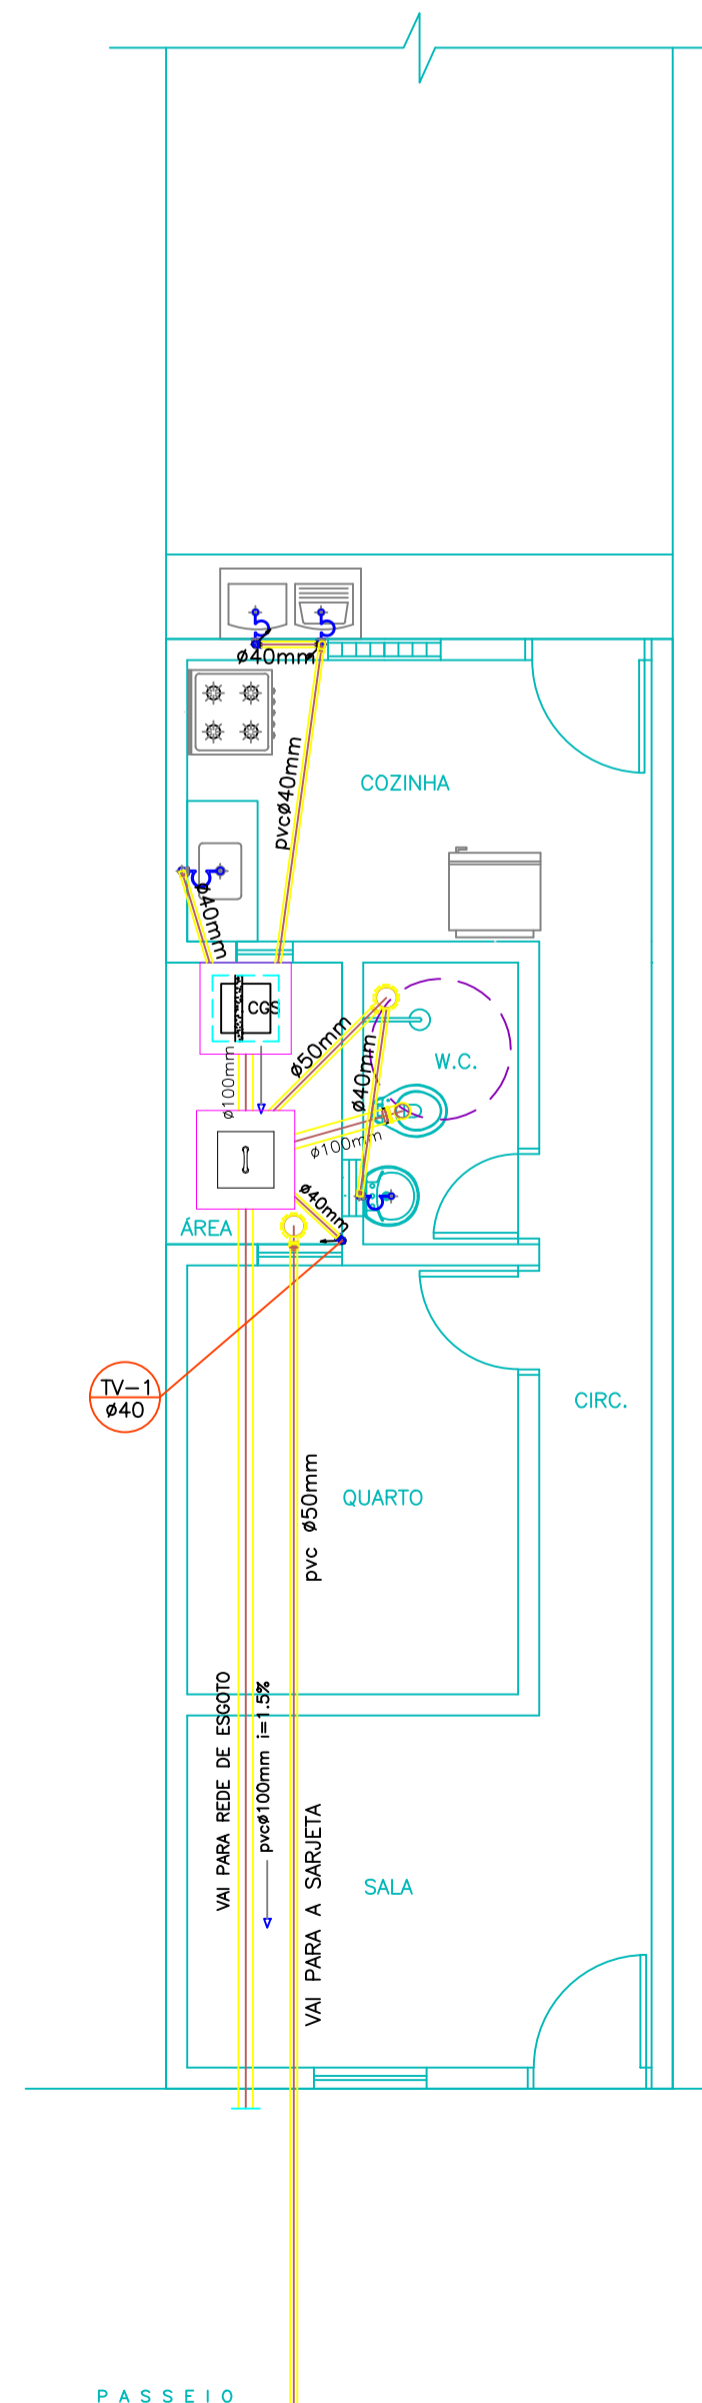 ø40mm
pvcø40mm
COZINHA
ø40mm
CGS
ø50mm
ø40mm
W.C.
ø100mm
ø100mm
ø40mm
ÁREA
TV-1
ø40
CIRC.
pvc ø50mm
QUARTO
VAI PARA REDE DE ESGOTO
pvcø100mm i=1.5%
VAI PARA A SARJETA
SALA
PASSEIO